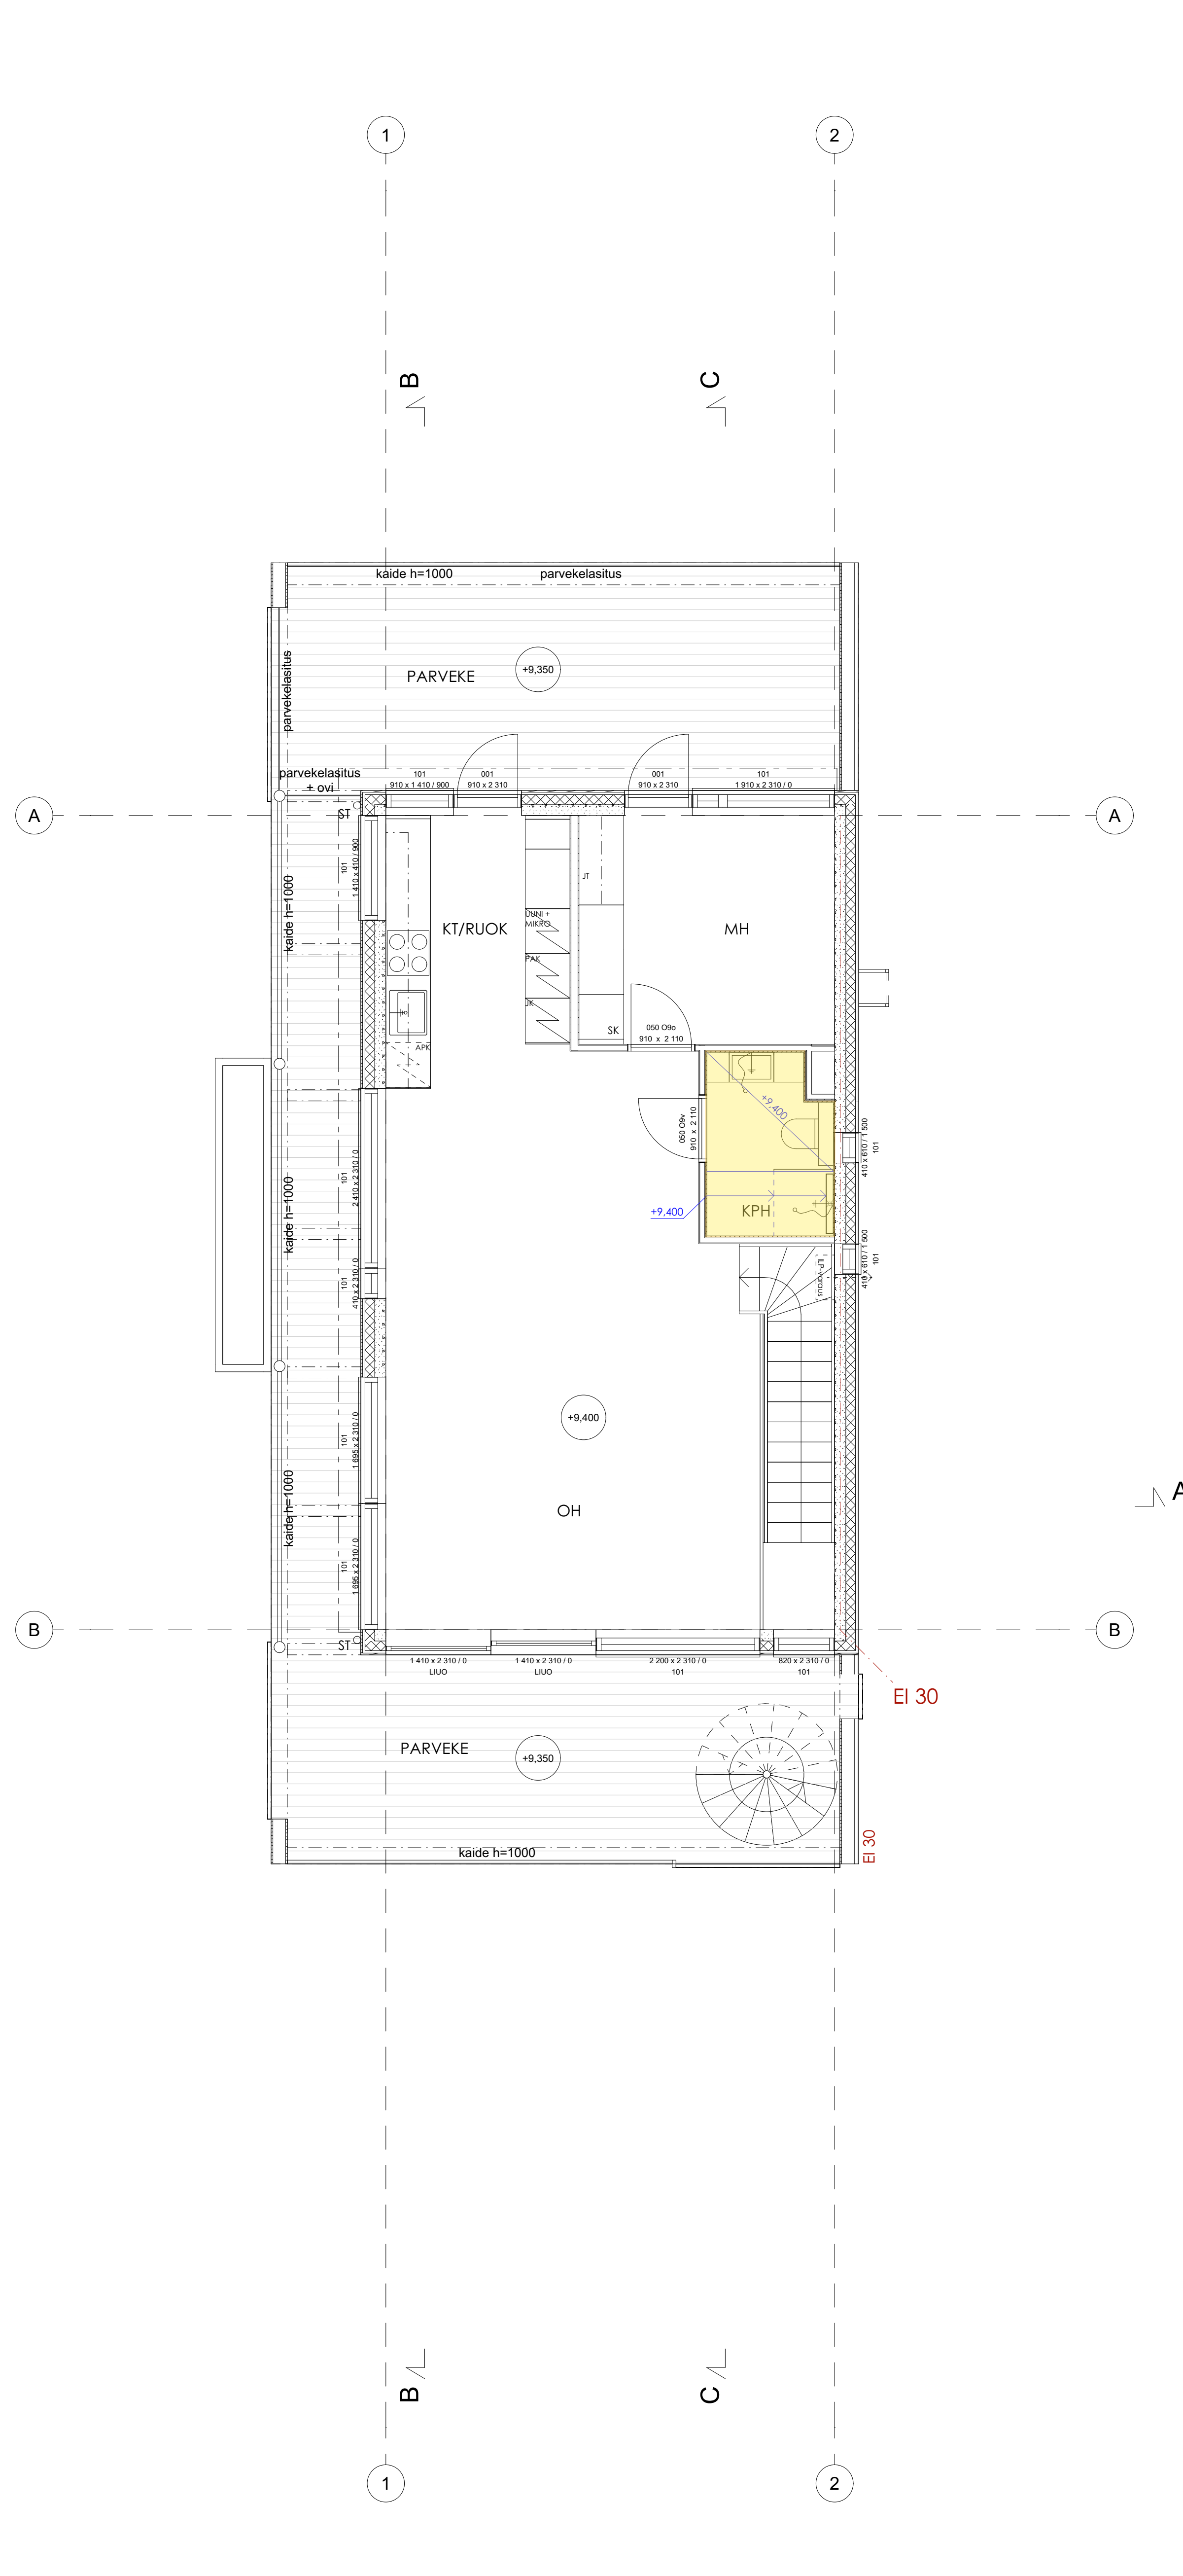 1
2
B
C
kaide h=1000
parvekelasitus
parvekelasitus
PARVEKE
+9,350
parvekelasitus
+ ovi
101
910 x 1 410 / 900
001
910 x 2 310
001
910 x 2 310
101
1 910 x 2 310 / 0
A
ST
A
101
1 410 x 410 / 900
kaide h=1000
KT/RUOK
UUNI +
MIKRO
PAK
JK
JT
MH
SK
050 O9o
910 x 2 110
APK
050 O9v
910 x 2 110
+9,400
410 x 610 / 1 500
101
101
2 410 x 2 310 / 0
kaide h=1000
+9,400
KPH
101
410 x 2 310 / 0
ILP-varaus
410 x 610 / 1 500
101
+9,400
101
1 695 x 2 310 / 0
kaide h=1000
OH
A
101
1 695 x 2 310 / 0
B
ST
B
1 410 x 2 310 / 0
LIUO
1 410 x 2 310 / 0
LIUO
2 200 x 2 310 / 0
101
820 x 2 310 / 0
101
EI 30
PARVEKE
+9,350
EI 30
kaide h=1000
B
C
1
2